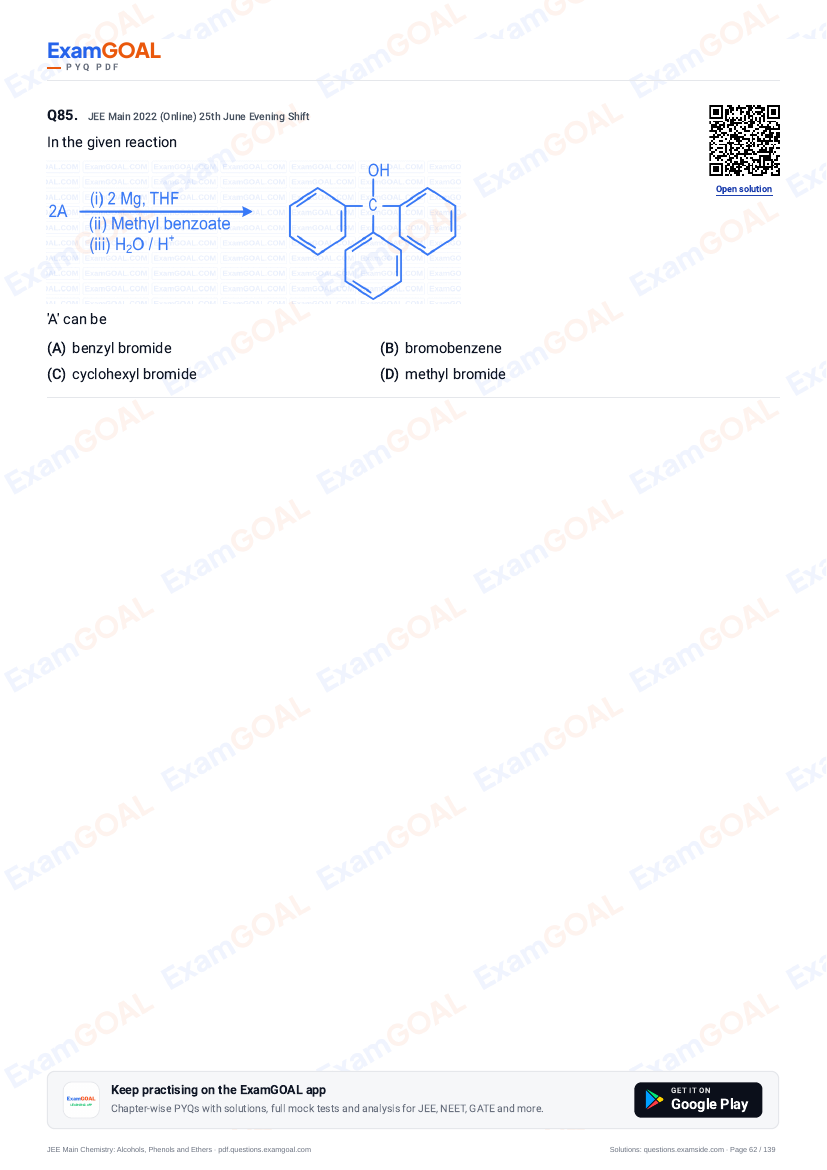 ExamGOAL
PYQ PDF
Q85. JEE Main 2022 (Online) 25th June Evening Shift
In the given reaction
Open solution
2A
(i) 2 Mg, THF
(ii) Methyl benzoate
(iii) H₂O / H⁺
OH
C
'A' can be
(A) benzyl bromide
(B) bromobenzene
(C) cyclohexyl bromide
(D) methyl bromide
Keep practising on the ExamGOAL app
Chapter-wise PYQs with solutions, full mock tests and analysis for JEE, NEET, GATE and more.
GET IT ON
Google Play
JEE Main Chemistry: Alcohols, Phenols and Ethers · pdf.questions.examgoal.com
Solutions: questions.examside.com · Page 62 / 139